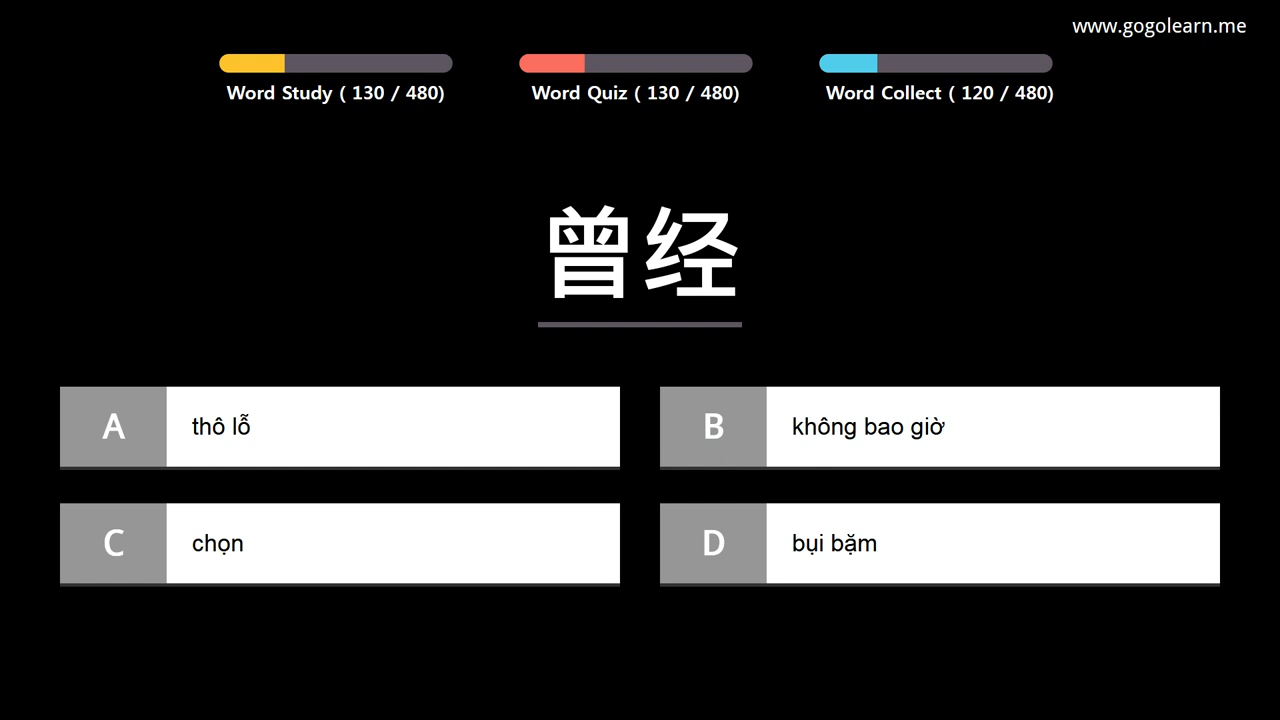 www.gogolearn.me
Word Study ( 130 / 480)
Word Quiz ( 130 / 480)
Word Collect ( 120 / 480)
曾经
A
thô lỗ
B
không bao giờ
C
chọn
D
bụi bặm